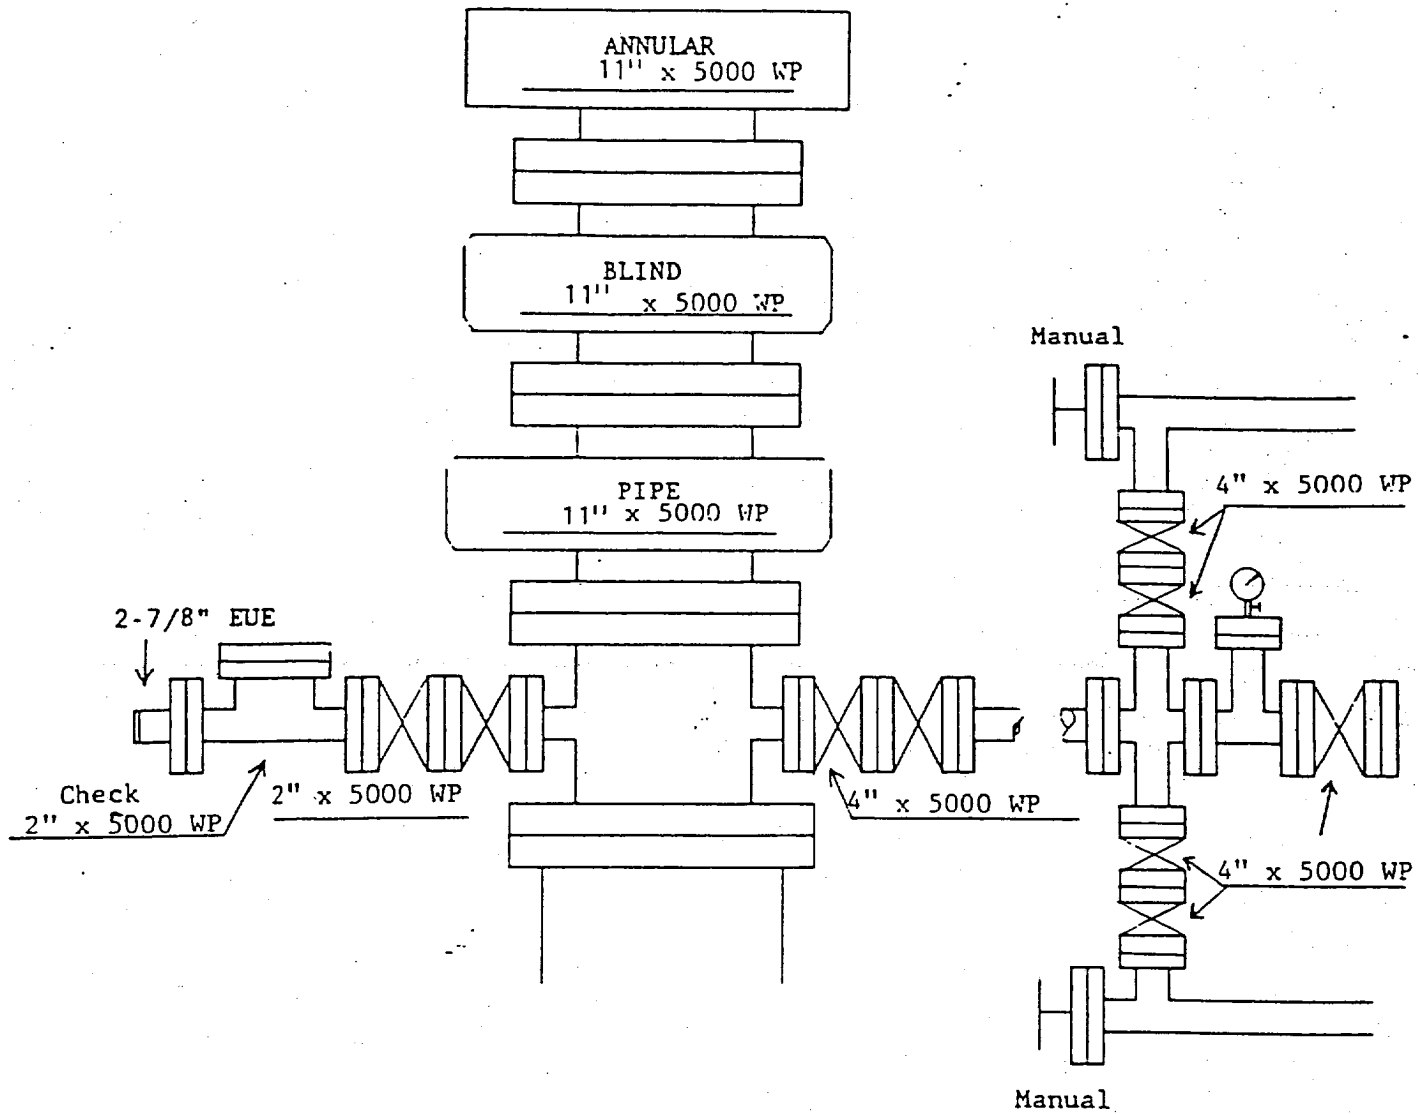 ANNULAR
11" x 5000 WP
BLIND
11" x 5000 WP
Manual
PIPE
11" x 5000 WP
4" x 5000 WP
2-7/8" EUE
Check
2" x 5000 WP
2" x 5000 WP
4" x 5000 WP
4" x 5000 WP
Manual